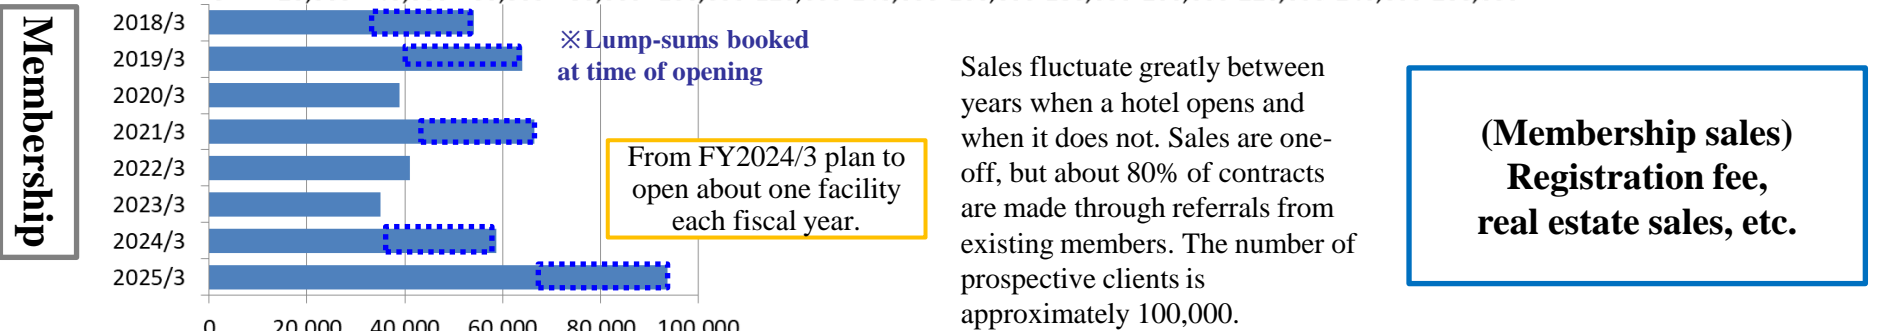 Membership
2018/3
2019/3
2020/3
2021/3
2022/3
2023/3
2024/3
2025/3
0 20,000 40,000 60,000 80,000 100,000
※Lump-sums booked
at time of opening
From FY2024/3 plan to
open about one facility
each fiscal year.
Sales fluctuate greatly between
years when a hotel opens and
when it does not. Sales are one-
off, but about 80% of contracts
are made through referrals from
existing members. The number of
prospective clients is
approximately 100,000.
(Membership sales)
Registration fee,
real estate sales, etc.